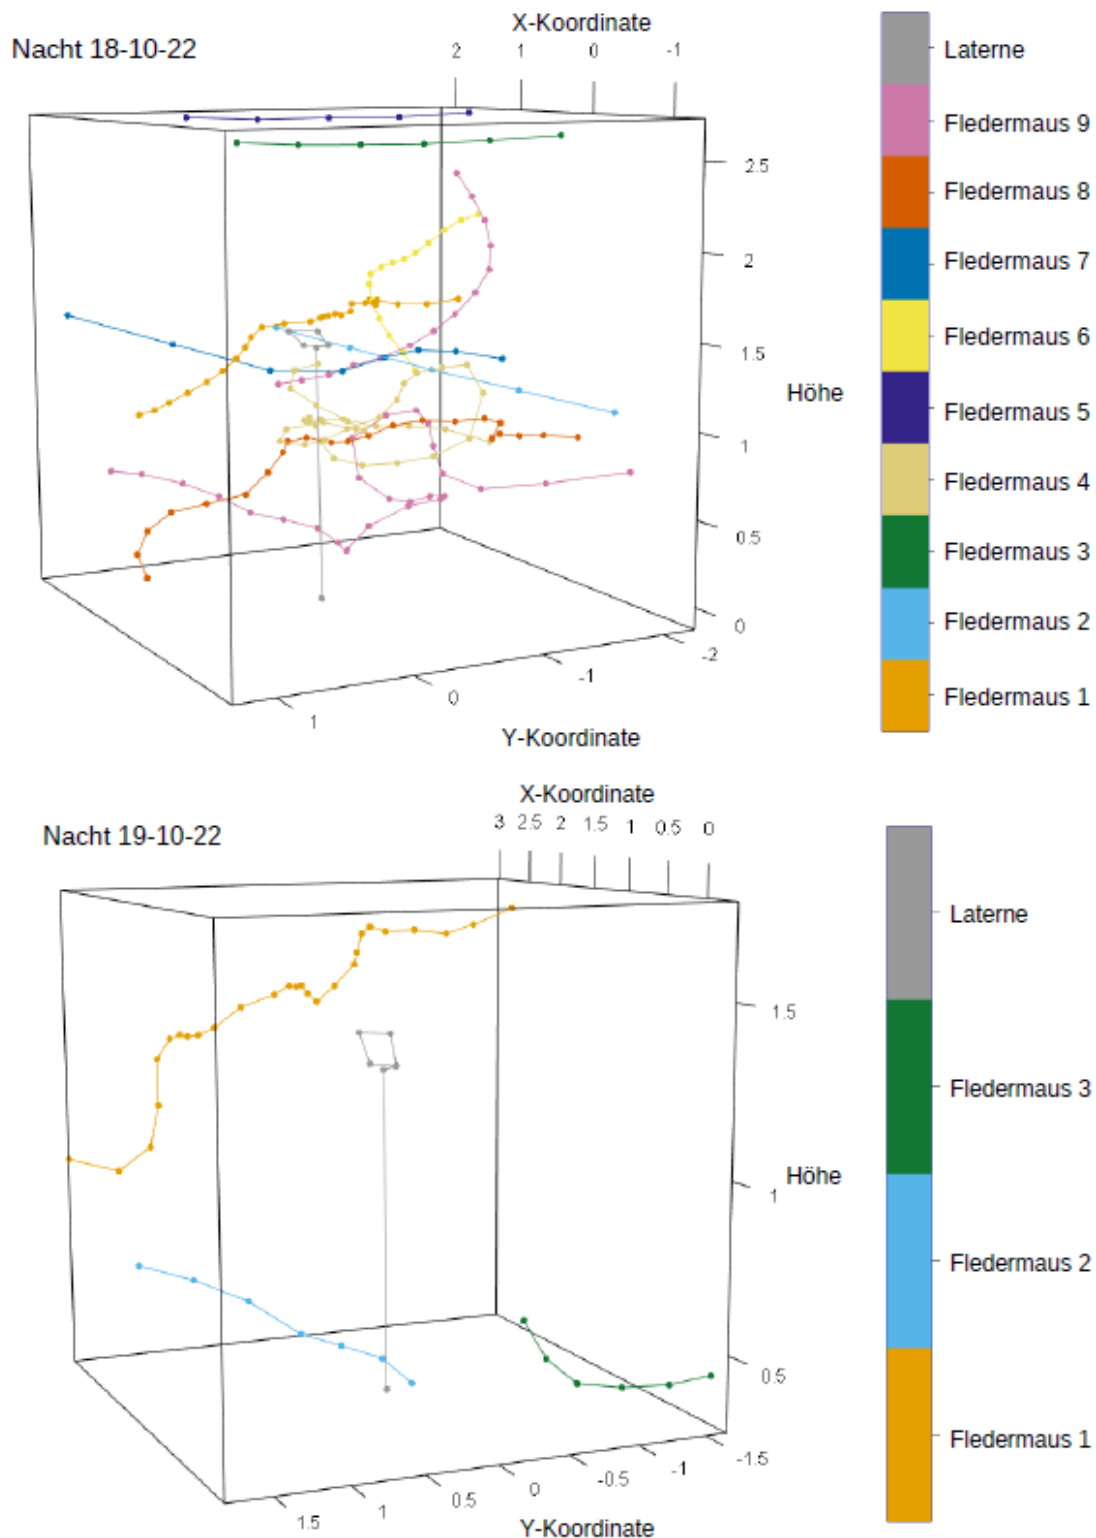 X-Koordinate
Nacht 18-10-22
2 1 0 -1
Laterne
Fledermaus 9
2.5
Fledermaus 8
2
Fledermaus 7
Fledermaus 6
1.5
Höhe
Fledermaus 5
1
Fledermaus 4
0.5
Fledermaus 3
0
Fledermaus 2
-2
-1
0
Fledermaus 1
1
Y-Koordinate
X-Koordinate
Nacht 19-10-22
3 2.5 2 1.5 1 0.5 0
Laterne
1.5
Fledermaus 3
Höhe
1
Fledermaus 2
0.5
Fledermaus 1
-1.5
-1
-0.5
0
0.5
1
1.5
Y-Koordinate